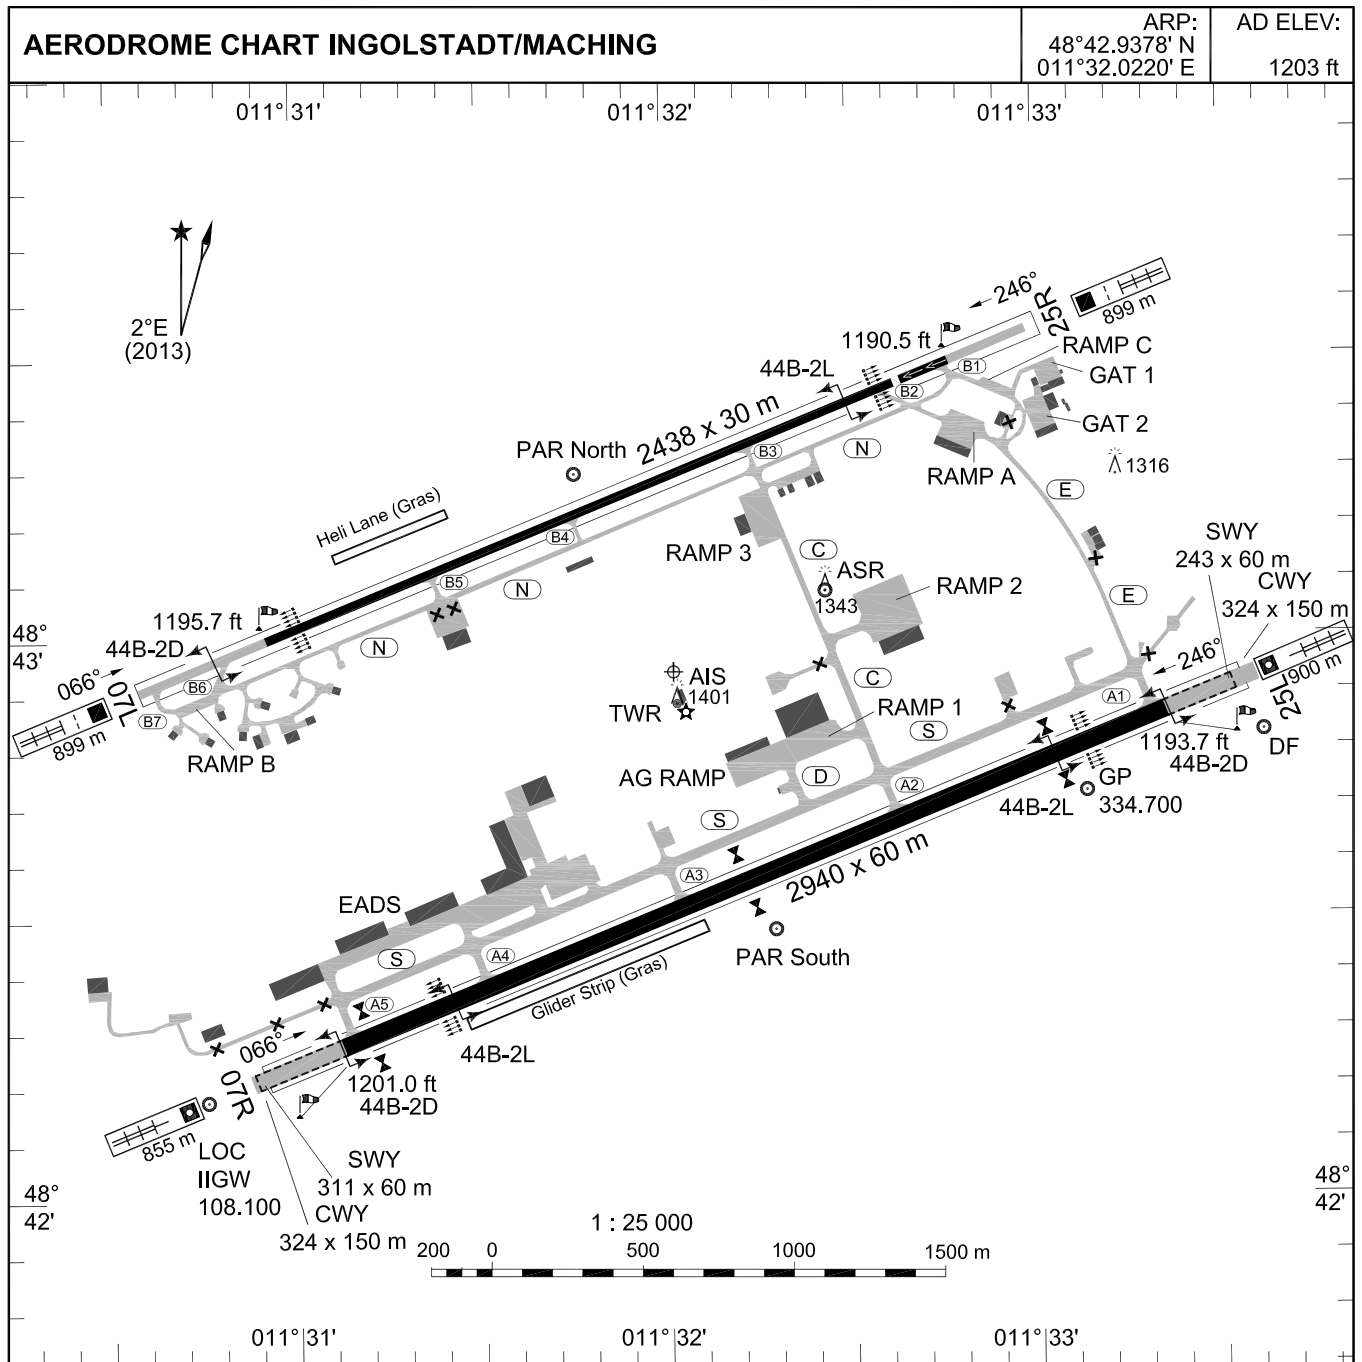 AERODROME CHART INGOLSTADT/MACHING
ARP:
48°42.9378' N
011°32.0220' E
AD ELEV:
1203 ft
011°31'
011°32'
011°33'
2°E
(2013)
246°
25R
899 m
1190.5 ft
44B-2L
B1
B2
RAMP C
GAT 1
GAT 2
2438 x 30 m
PAR North
B3
N
RAMP A
1316
E
Heli Lane (Gras)
B4
RAMP 3
C
SWY
243 x 60 m
CWY
324 x 150 m
B5
N
ASR
1343
RAMP 2
E
1195.7 ft
44B-2D
N
48°
43'
066°
07L
B6
B7
899 m
RAMP B
AIS
1401
TWR
C
246°
A1
25L
900 m
RAMP 1
S
1193.7 ft
44B-2D
DF
AG RAMP
D
A2
GP
334.700
44B-2L
S
2940 x 60 m
A3
EADS
S
A4
PAR South
Glider Strip (Gras)
A5
066°
44B-2L
07R
1201.0 ft
44B-2D
855 m
LOC
IIGW
108.100
SWY
311 x 60 m
CWY
324 x 150 m
48°
42'
48°
42'
1 : 25 000
200 0 500 1000 1500 m
011°31'
011°32'
011°33'